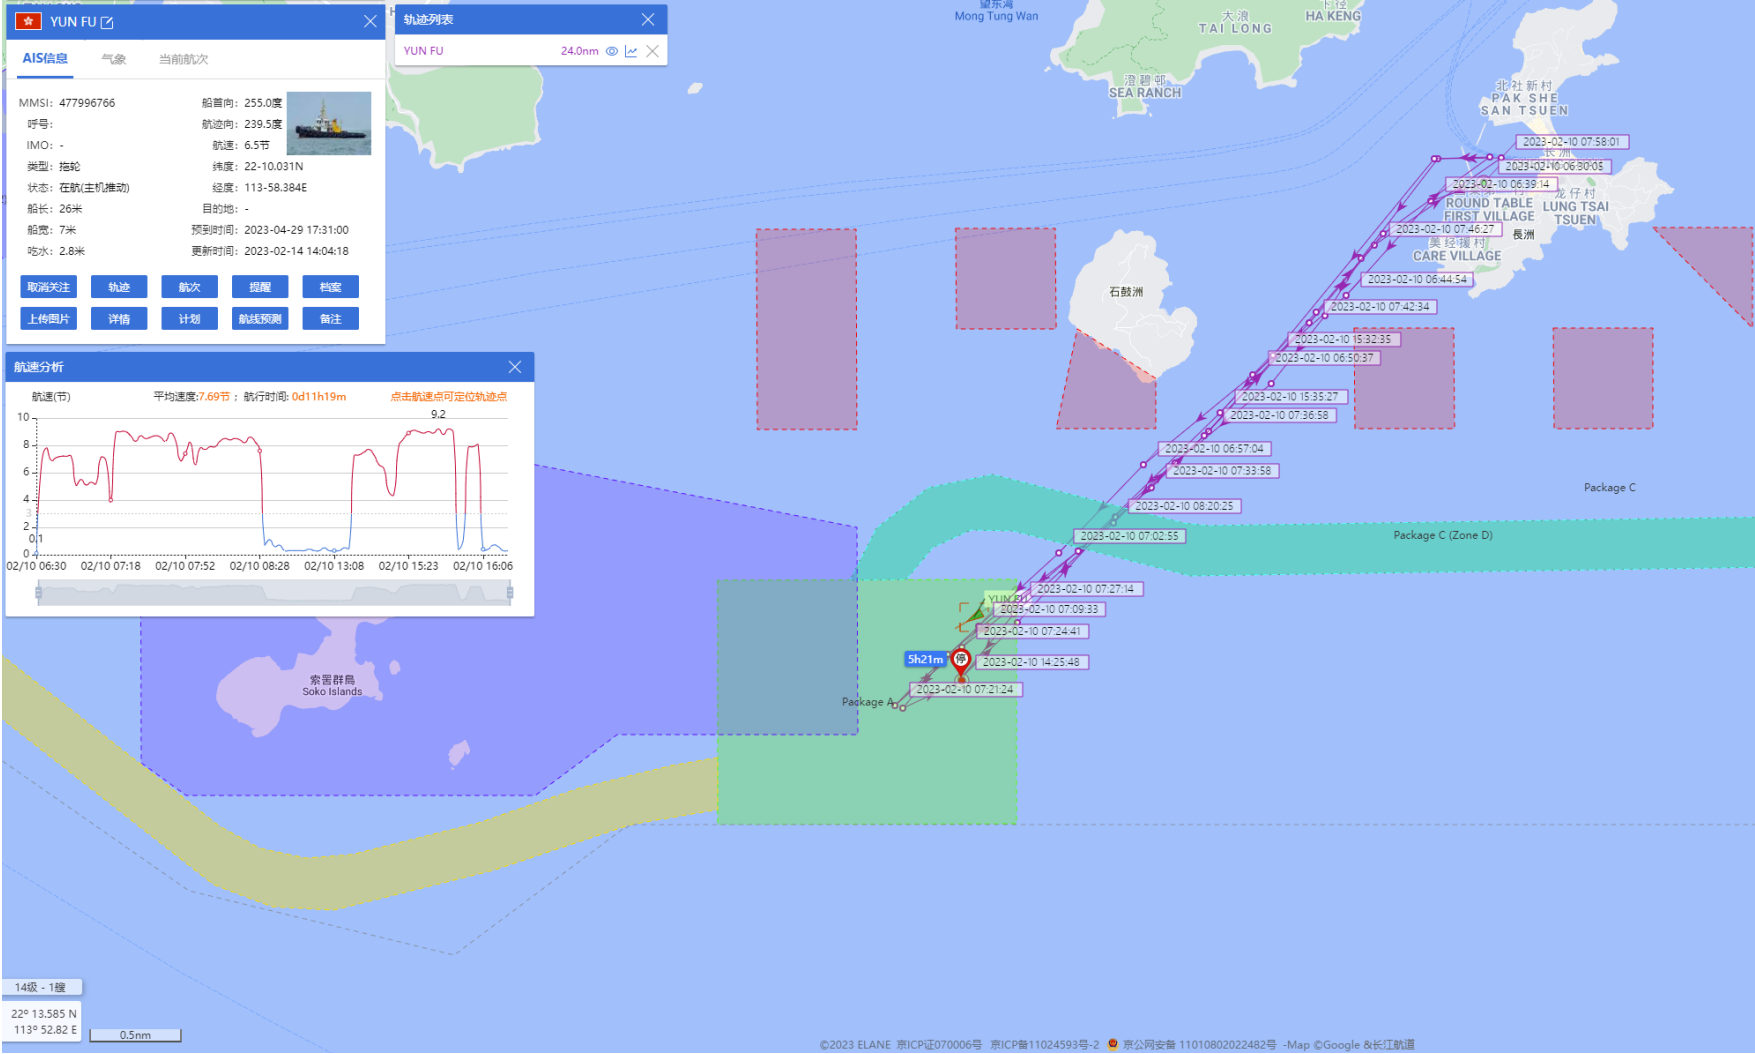 YUN FU
AIS信息
气象
当前航次
MMSI: 477996766
船首向: 255.0度
呼号:
航迹向: 239.5度
IMO: -
航速: 6.5节
类型: 拖轮
纬度: 22-10.031N
状态: 在航(主机推动)
经度: 113-58.384E
船长: 26米
目的地: -
船宽: 7米
预到时间: 2023-04-29 17:31:00
吃水: 2.8米
更新时间: 2023-02-14 14:04:18
取消关注
轨迹
航次
提醒
档案
上传图片
详情
计划
航线预测
备注
轨迹列表
YUN FU
24.0nm
航速分析
航速(节)
平均速度:7.69节；航行时间: 0d11h19m
点击航速点可定位轨迹点
9.2
10
8
6
4
3
2
0.1
0
02/10 06:30
02/10 07:18
02/10 07:52
02/10 08:28
02/10 13:08
02/10 15:23
02/10 16:06
望东湾
Mong Tung Wan
大浪
TAI LONG
下径
HA KENG
澄碧邨
SEA RANCH
北社新村
PAK SHE
SAN TSUEN
2023-02-10 07:58:01
长洲
2023-02-10 06:30:05
2023-02-10 06:39:14
ROUND TABLE
FIRST VILLAGE
龙仔村
LUNG TSAI
TSUEN
2023-02-10 07:46:27
長洲
美经援村
CARE VILLAGE
2023-02-10 06:44:54
石鼓洲
2023-02-10 07:42:34
2023-02-10 15:32:35
2023-02-10 06:50:37
2023-02-10 15:35:27
2023-02-10 07:36:58
2023-02-10 06:57:04
2023-02-10 07:33:58
Package C
2023-02-10 08:20:25
2023-02-10 07:02:55
Package C (Zone D)
2023-02-10 07:27:14
YUN FU
2023-02-10 07:09:33
2023-02-10 07:24:41
5h21m
停
2023-02-10 14:25:48
2023-02-10 07:21:24
Package A
索罟群島
Soko Islands
14级 - 1艘
22º 13.585 N
113º 52.82 E
0.5nm
©2023 ELANE 京ICP证070006号 京ICP备11024593号-2 京公网安备 11010802022482号 -Map ©Google &长江航道